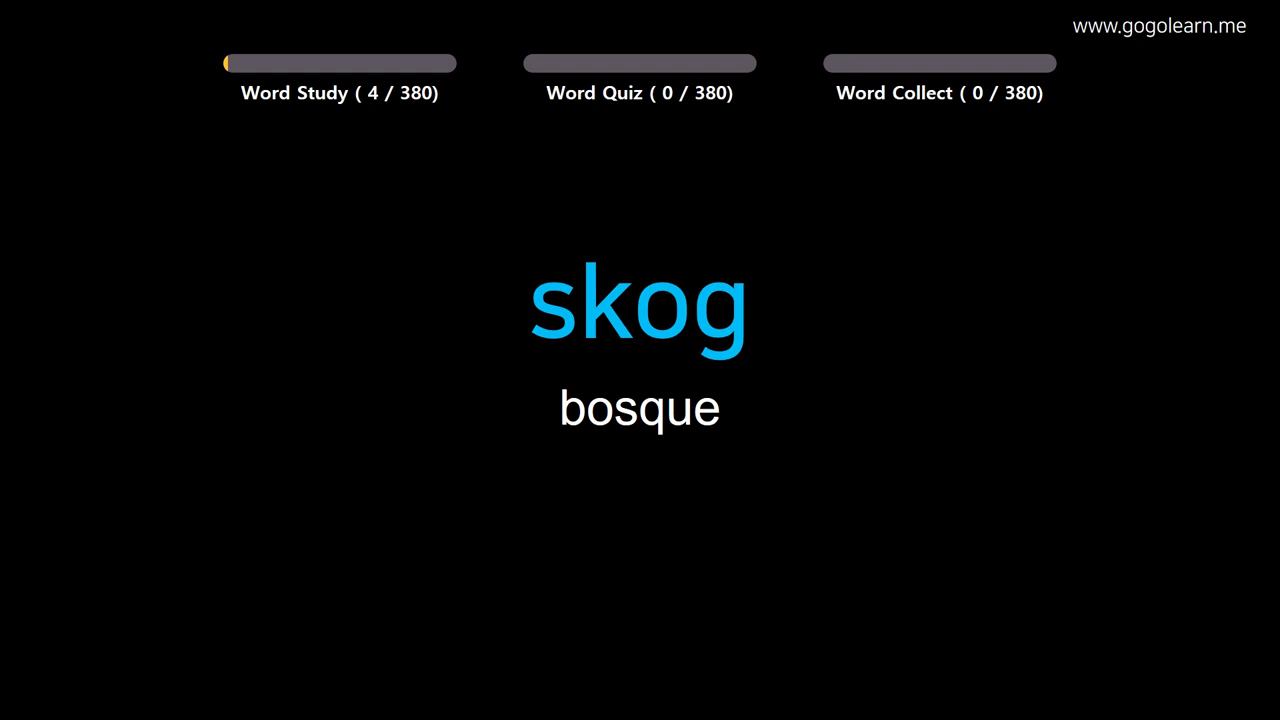 www.gogolearn.me
Word Study ( 4 / 380)
Word Quiz ( 0 / 380)
Word Collect ( 0 / 380)
skog
bosque